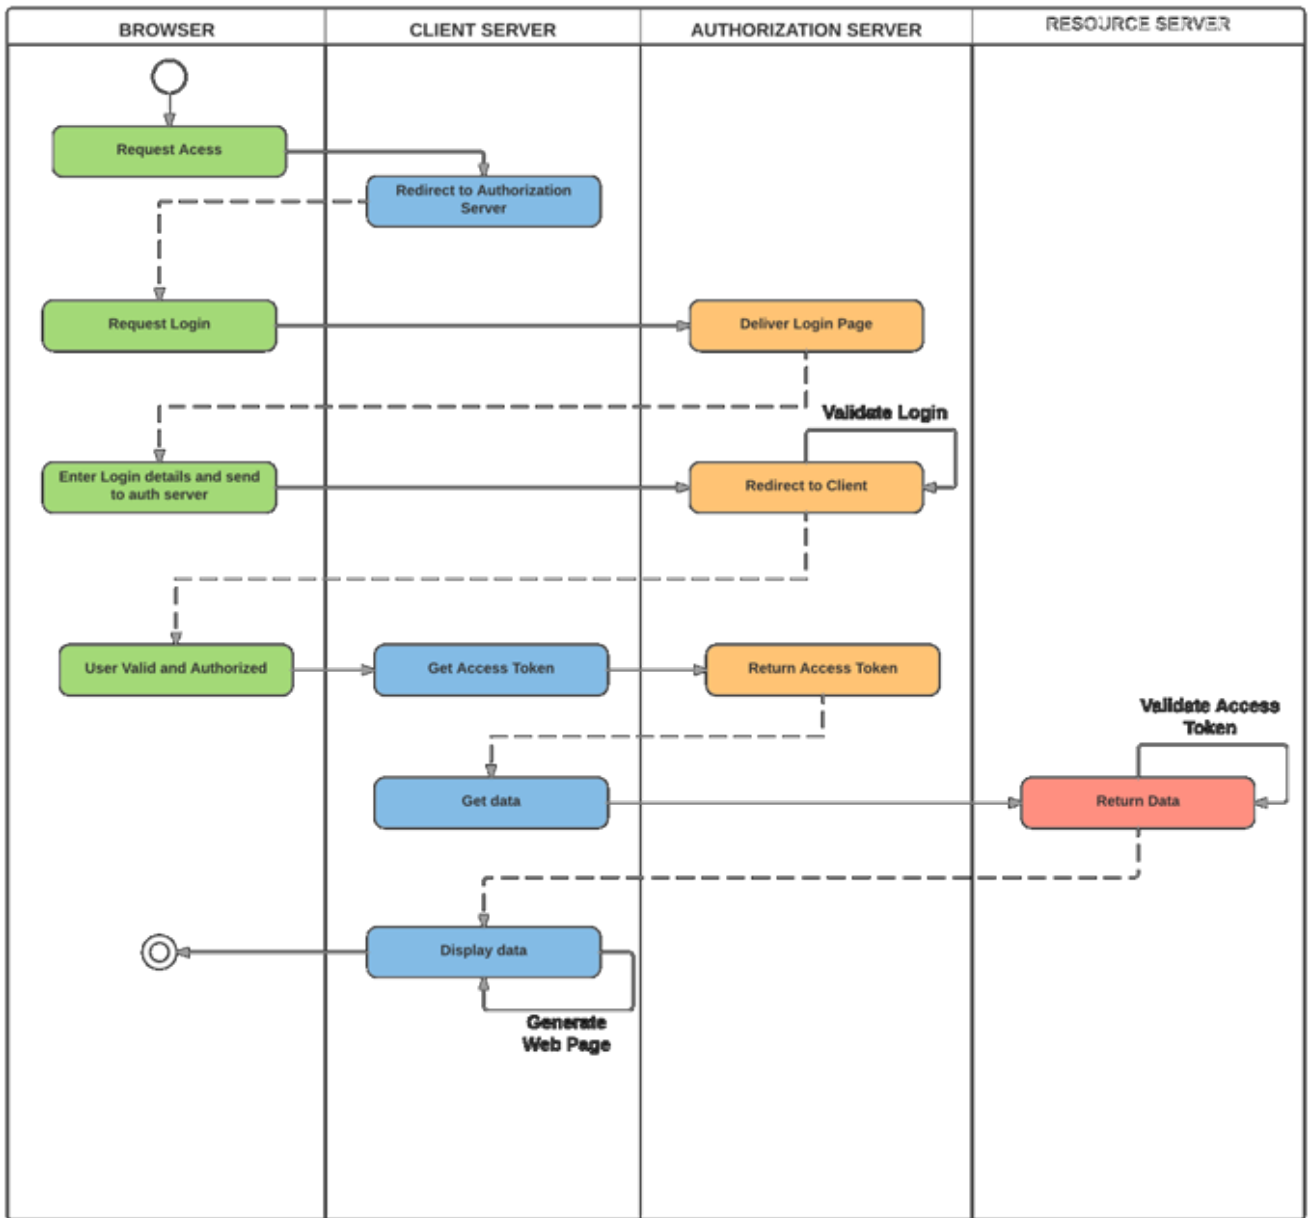 BROWSER
CLIENT SERVER
AUTHORIZATION SERVER
RESOURCE SERVER
Request Acess
Redirect to Authorization
Server
Request Login
Deliver Login Page
Validate Login
Enter Login details and send
to auth server
Redirect to Client
User Valid and Authorized
Get Access Token
Return Access Token
Validate Access
Token
Get data
Return Data
Display data
Generate
Web Page